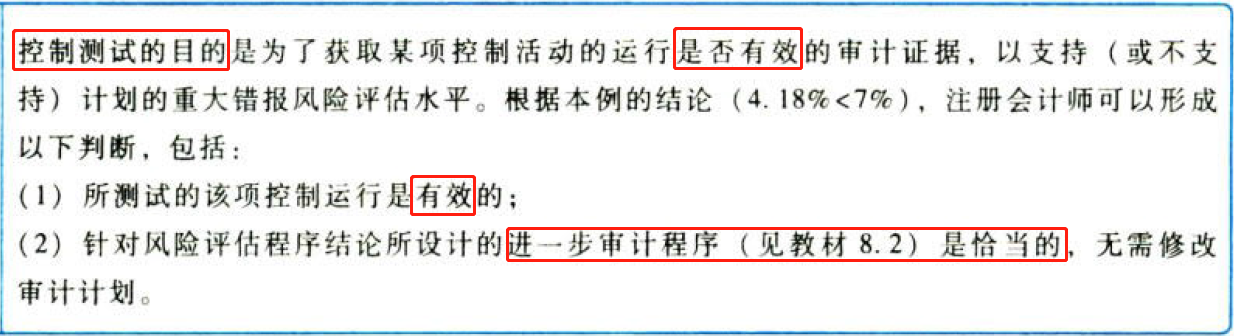 控制测试的目的是为了获取某项控制活动的运行是否有效的审计证据，以支持（或不支
持）计划的重大错报风险评估水平。根据本例的结论（4.18%<7%），注册会计师可以形成
以下判断，包括：
（1）所测试的该项控制运行是有效的；
（2）针对风险评估程序结论所设计的进一步审计程序（见教材 8.2）是恰当的，无需修改
审计计划。